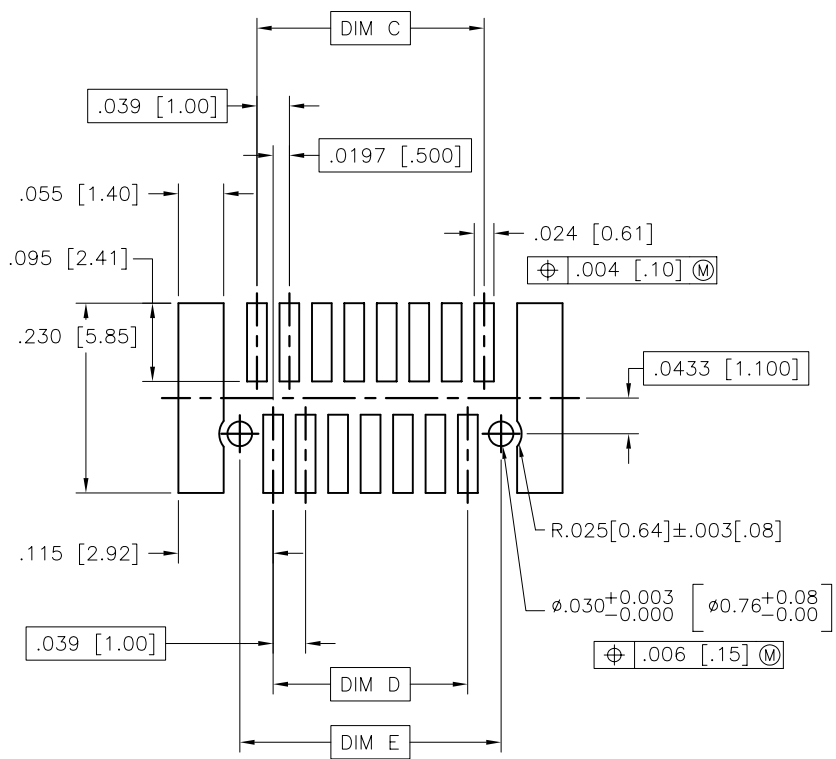 DIM C
.039 [1.00]
.0197 [.500]
.055 [1.40]
.024 [0.61]
.095 [2.41]
⌖ .004 [.10] Ⓜ
.230 [5.85]
.0433 [1.100]
R.025[0.64]±.003[.08]
.115 [2.92]
⌀.030+0.003 -0.000 [⌀0.76+0.08 -0.00]
.039 [1.00]
⌖ .006 [.15] Ⓜ
DIM D
DIM E